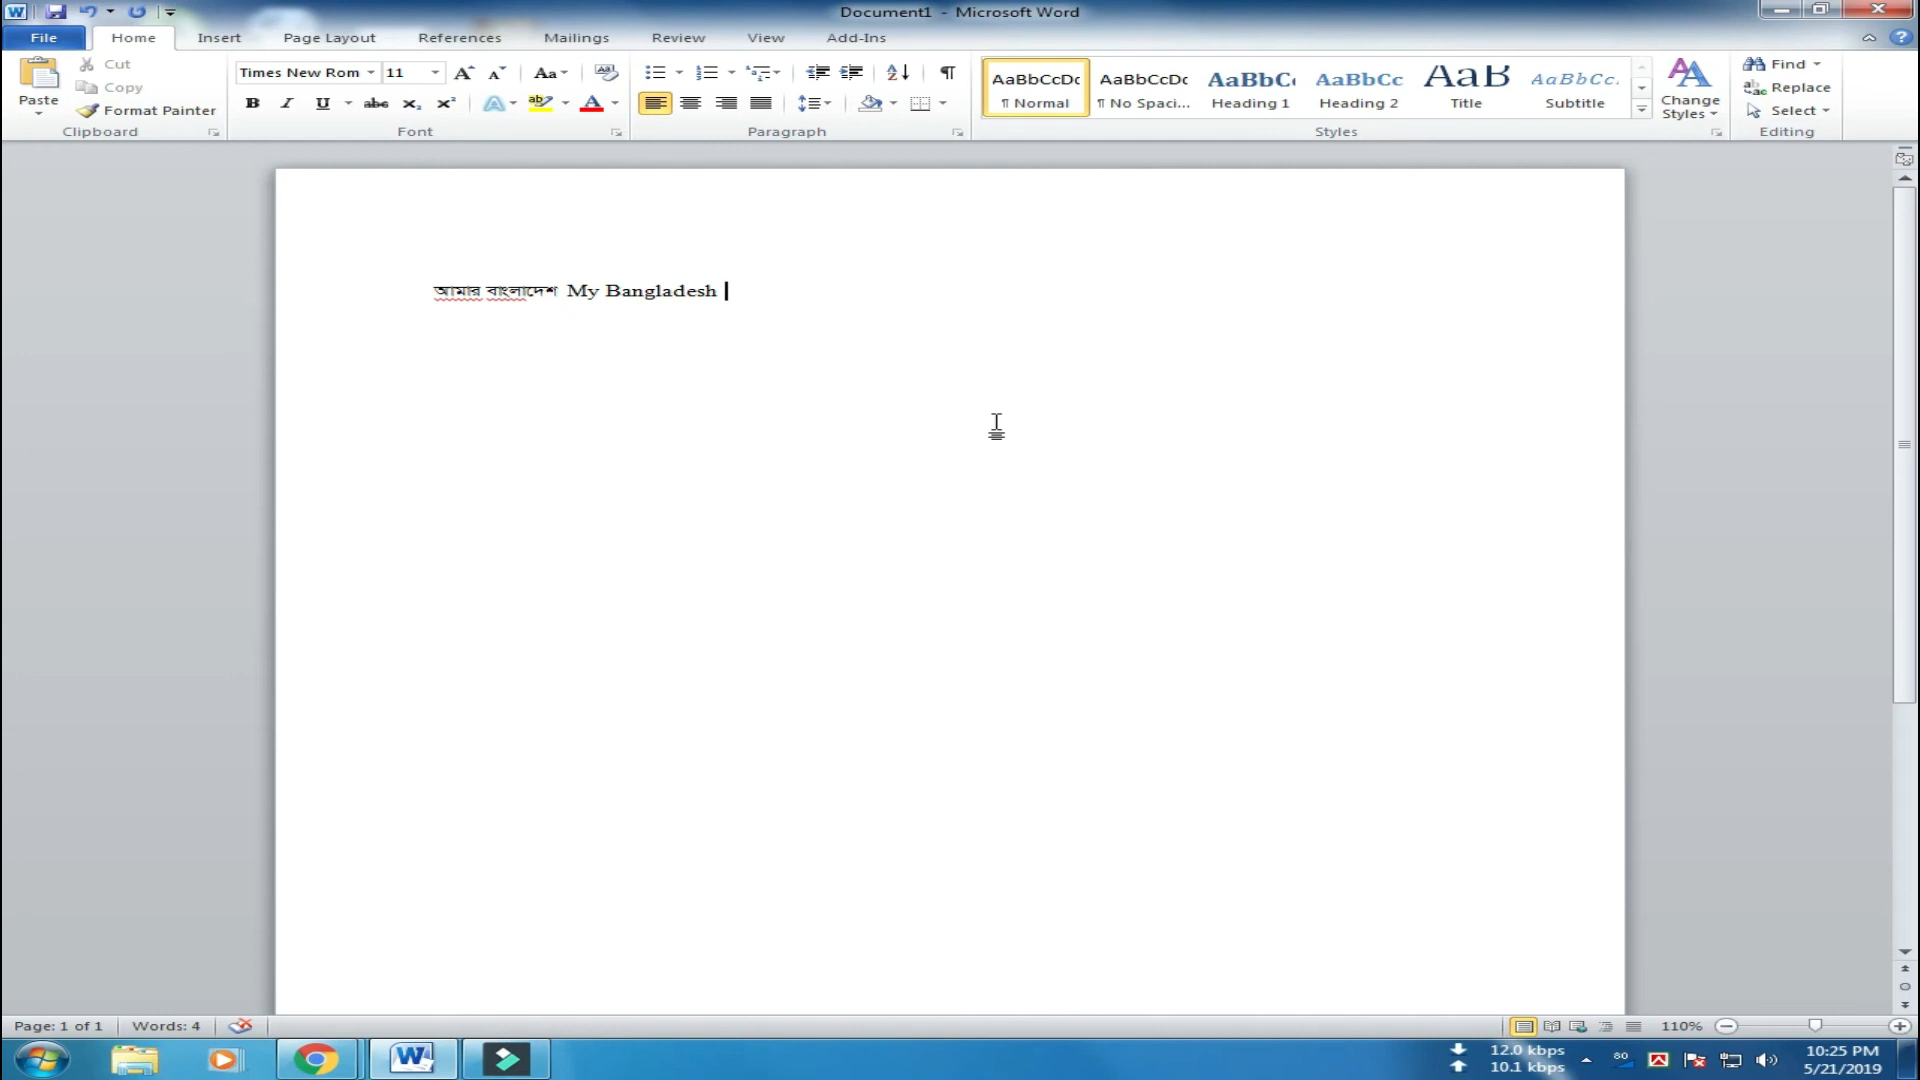 Document1 - Microsoft Word
File Home Insert Page Layout References Mailings Review View Add-Ins
Paste
Cut
Copy
Format Painter
Clipboard
Times New Rom 11
Font
Paragraph
AaBbCcDc AaBbCcDc AaBbC AaBbCc AaB AaBbCc.
¶ Normal ¶ No Spaci... Heading 1 Heading 2 Title Subtitle
Styles
Change Styles
Find
Replace
Select
Editing
আমার বাংলাদেশ My Bangladesh
Page: 1 of 1 Words: 4 110%
12.0 kbps
10.1 kbps
80
10:25 PM
5/21/2019